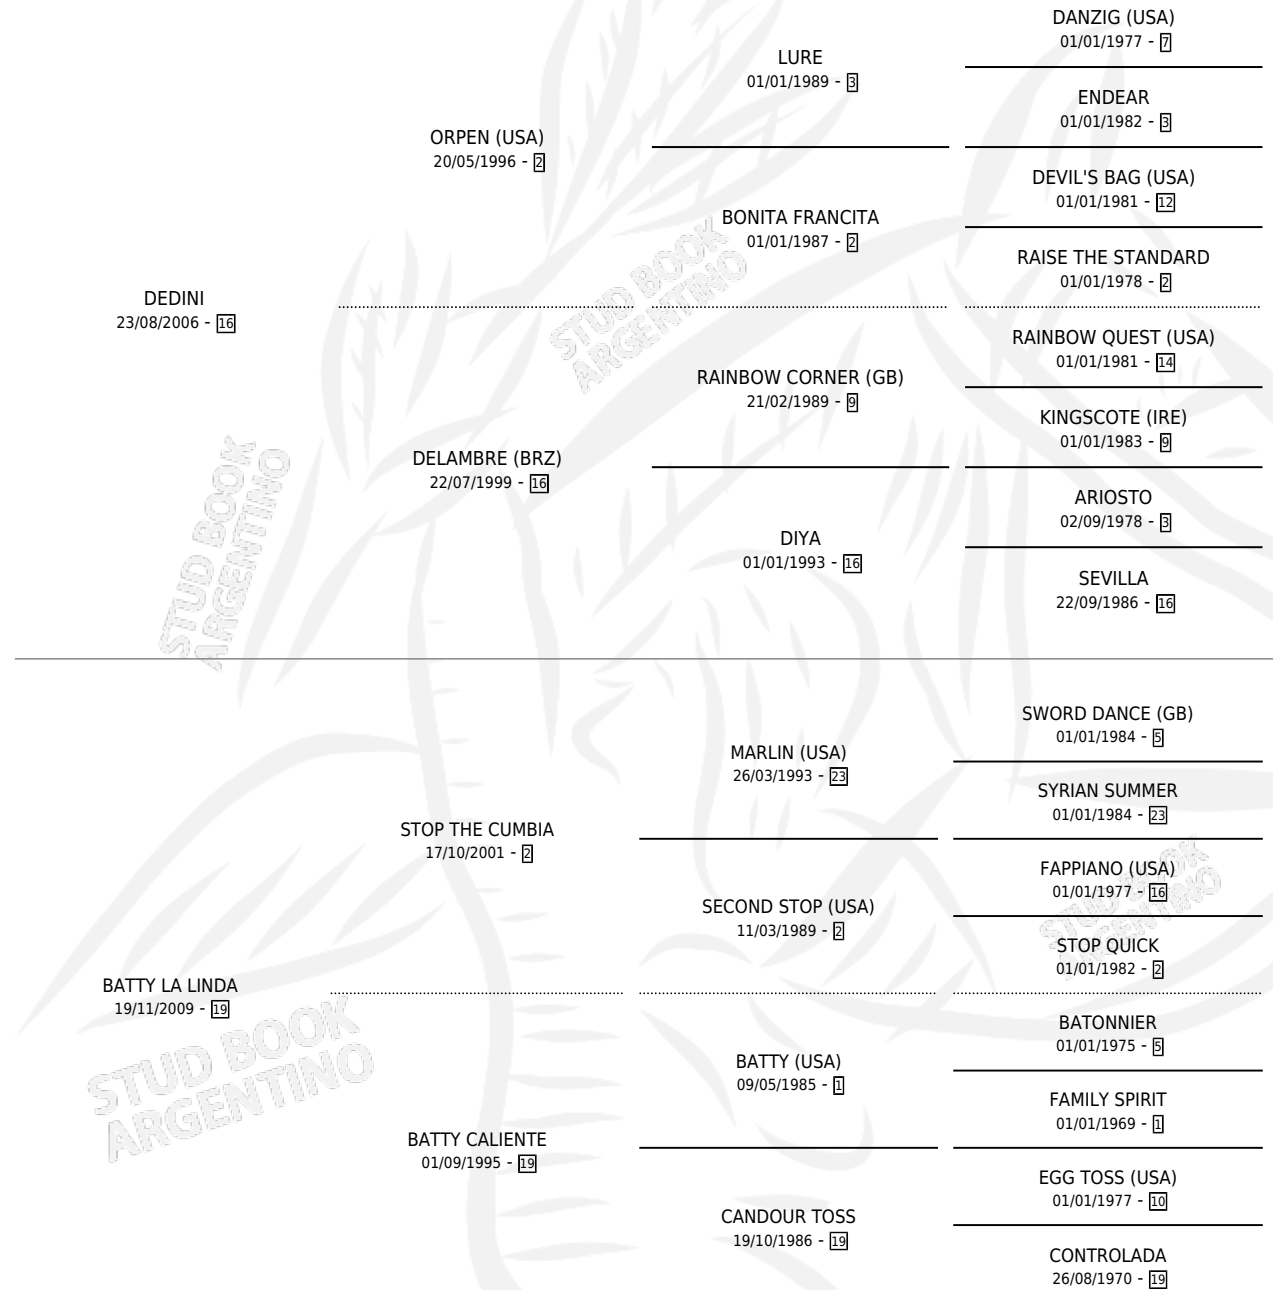 DANZIG (USA)
01/01/1977 - 7
LURE
01/01/1989 - 3
ENDEAR
01/01/1982 - 3
ORPEN (USA)
20/05/1996 - 2
DEVIL'S BAG (USA)
01/01/1981 - 12
BONITA FRANCITA
01/01/1987 - 2
RAISE THE STANDARD
01/01/1978 - 2
DEDINI
23/08/2006 - 16
STUD BOOK
ARGENTINO
RAINBOW QUEST (USA)
01/01/1981 - 14
RAINBOW CORNER (GB)
21/02/1989 - 9
KINGSCOTE (IRE)
01/01/1983 - 9
DELAMBRE (BRZ)
22/07/1999 - 16
ARIOSTO
02/09/1978 - 3
DIYA
01/01/1993 - 16
SEVILLA
22/09/1986 - 16
STUD BOOK
ARGENTINO
SWORD DANCE (GB)
01/01/1984 - 5
MARLIN (USA)
26/03/1993 - 23
SYRIAN SUMMER
01/01/1984 - 23
STOP THE CUMBIA
17/10/2001 - 2
FAPPIANO (USA)
01/01/1977 - 16
SECOND STOP (USA)
11/03/1989 - 2
STUD BOOK
ARGENTINO
STOP QUICK
01/01/1982 - 2
BATTY LA LINDA
19/11/2009 - 19
STUD BOOK
ARGENTINO
BATONNIER
01/01/1975 - 5
BATTY (USA)
09/05/1985 - 1
FAMILY SPIRIT
01/01/1969 - 1
BATTY CALIENTE
01/09/1995 - 19
EGG TOSS (USA)
01/01/1977 - 10
CANDOUR TOSS
19/10/1986 - 19
CONTROLADA
26/08/1970 - 19